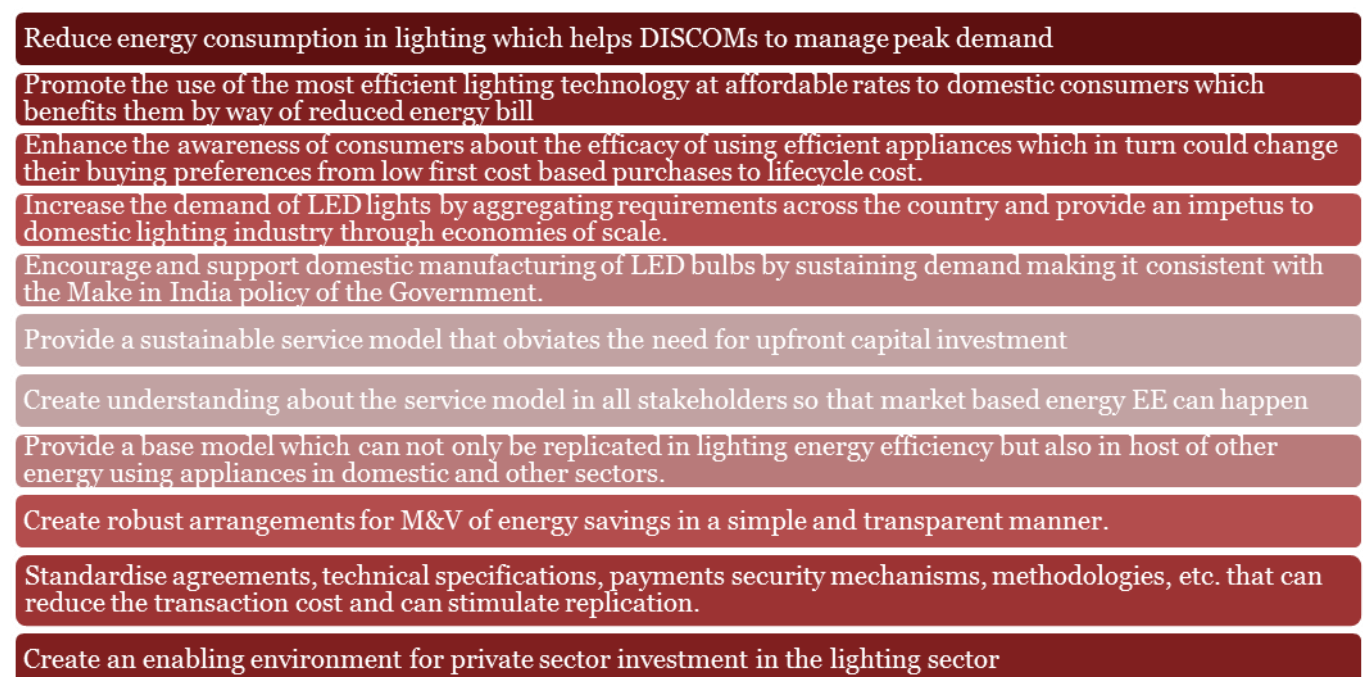 Reduce energy consumption in lighting which helps DISCOMs to manage peak demand
Promote the use of the most efficient lighting technology at affordable rates to domestic consumers which
benefits them by way of reduced energy bill
Enhance the awareness of consumers about the efficacy of using efficient appliances which in turn could change
their buying preferences from low first cost based purchases to lifecycle cost.
Increase the demand of LED lights by aggregating requirements across the country and provide an impetus to
domestic lighting industry through economies of scale.
Encourage and support domestic manufacturing of LED bulbs by sustaining demand making it consistent with
the Make in India policy of the Government.
Provide a sustainable service model that obviates the need for upfront capital investment
Create understanding about the service model in all stakeholders so that market based energy EE can happen
Provide a base model which can not only be replicated in lighting energy efficiency but also in host of other
energy using appliances in domestic and other sectors.
Create robust arrangements for M&V of energy savings in a simple and transparent manner.
Standardise agreements, technical specifications, payments security mechanisms, methodologies, etc. that can
reduce the transaction cost and can stimulate replication.
Create an enabling environment for private sector investment in the lighting sector